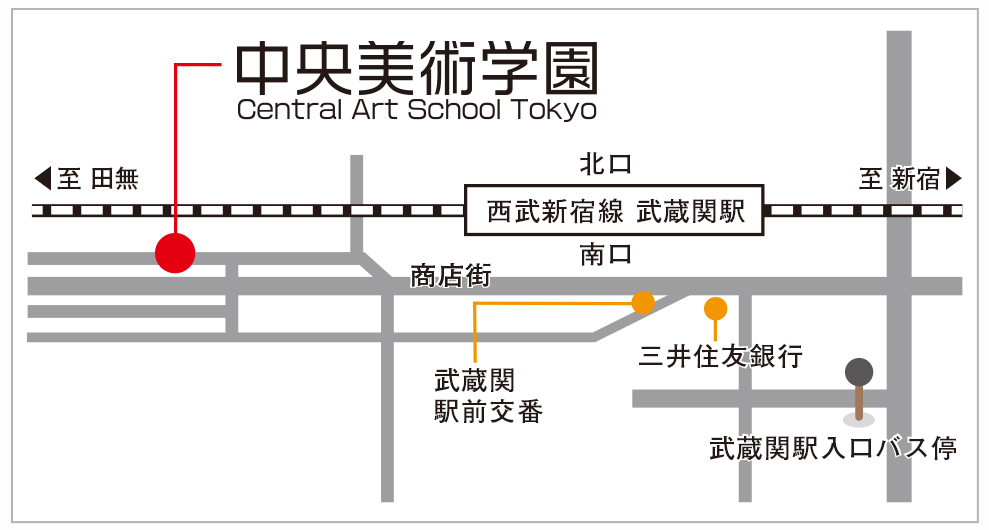 中央美術学園
Central Art School Tokyo
北口
至 田無
至 新宿
西武新宿線 武蔵関駅
南口
商店街
三井住友銀行
武蔵関
駅前交番
武蔵関駅入口バス停